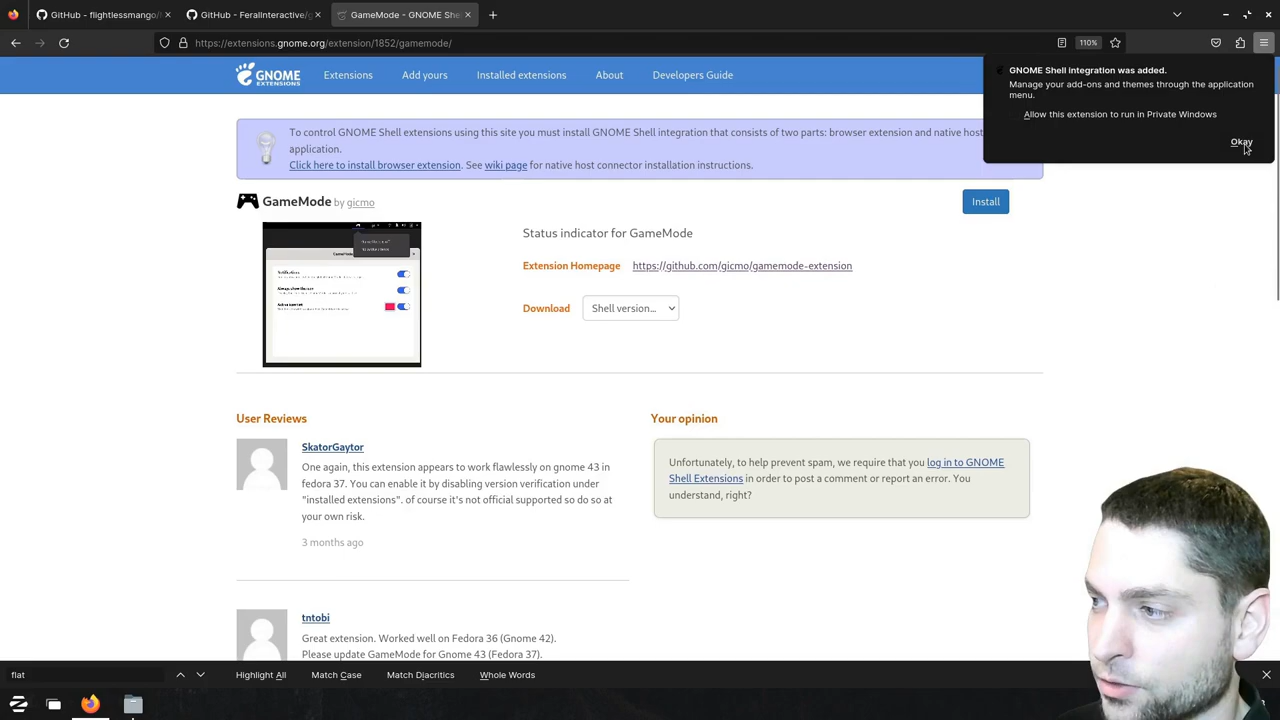 GitHub - flightlessmango/
GitHub - FeralInteractive/g
GameMode - GNOME She
https://extensions.gnome.org/extension/1852/gamemode/
110%
GNOME EXTENSIONS
Extensions
Add yours
Installed extensions
About
Developers Guide
GNOME Shell integration was added.
Manage your add-ons and themes through the application
menu.
Allow this extension to run in Private Windows
Okay
To control GNOME Shell extensions using this site you must install GNOME Shell integration that consists of two parts: browser extension and native host
application.
Click here to install browser extension. See wiki page for native host connector installation instructions.
GameMode by gicmo
Install
Status indicator for GameMode
Extension Homepage https://github.com/gicmo/gamemode-extension
Download Shell version...
User Reviews
SkatorGaytor
One again, this extension appears to work flawlessly on gnome 43 in
fedora 37. You can enable it by disabling version verification under
"installed extensions". of course it's not official supported so do so at
your own risk.
3 months ago
tntobi
Great extension. Worked well on Fedora 36 (Gnome 42).
Please update GameMode for Gnome 43 (Fedora 37).
Your opinion
Unfortunately, to help prevent spam, we require that you log in to GNOME
Shell Extensions in order to post a comment or report an error. You
understand, right?
flat
Highlight All
Match Case
Match Diacritics
Whole Words